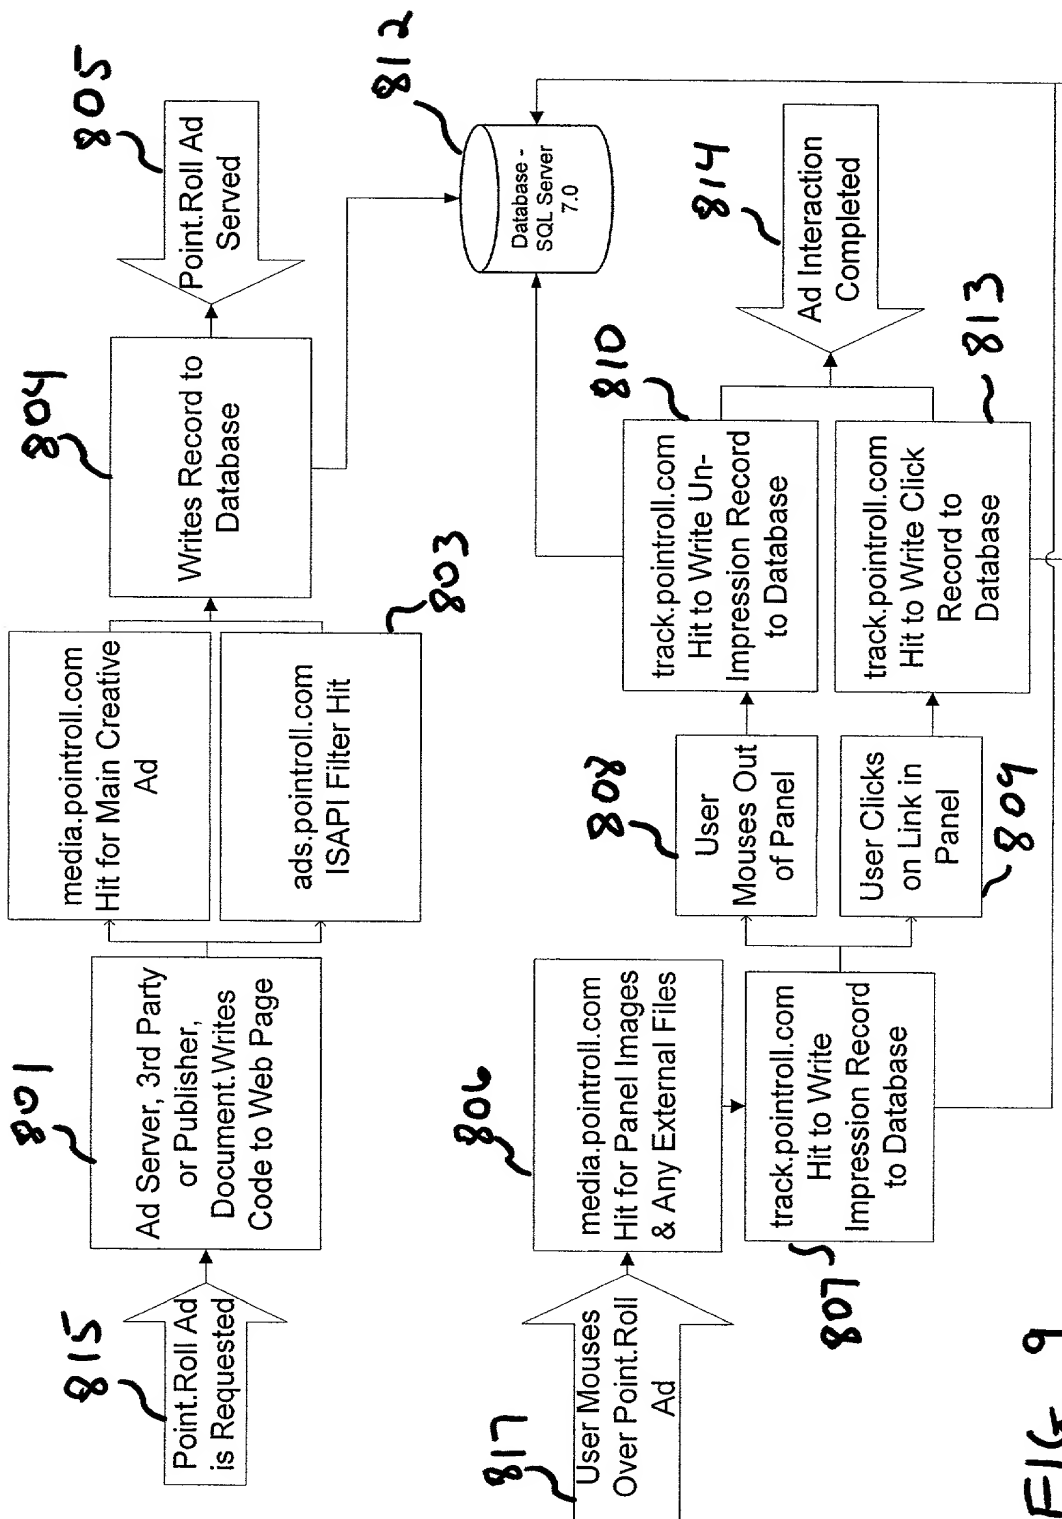 815
Point.Roll Ad
is Requested
801
Ad Server, 3rd Party
or Publisher,
Document.Writes
Code to Web Page
media.pointroll.com
Hit for Main Creative
Ad
ads.pointroll.com
ISAPI Filter Hit
803
804
Writes Record to
Database
805
Point.Roll Ad
Served
812
Database -
SQL Server
7.0
817
User Mouses
Over Point.Roll
Ad
806
media.pointroll.com
Hit for Panel Images
& Any External Files
807
track.pointroll.com
Hit to Write
Impression Record
to Database
808
User
Mouses Out
of Panel
809
User Clicks
on Link in
Panel
810
track.pointroll.com
Hit to Write Un-
Impression Record
to Database
813
track.pointroll.com
Hit to Write Click
Record to
Database
814
Ad Interaction
Completed
FIG 9